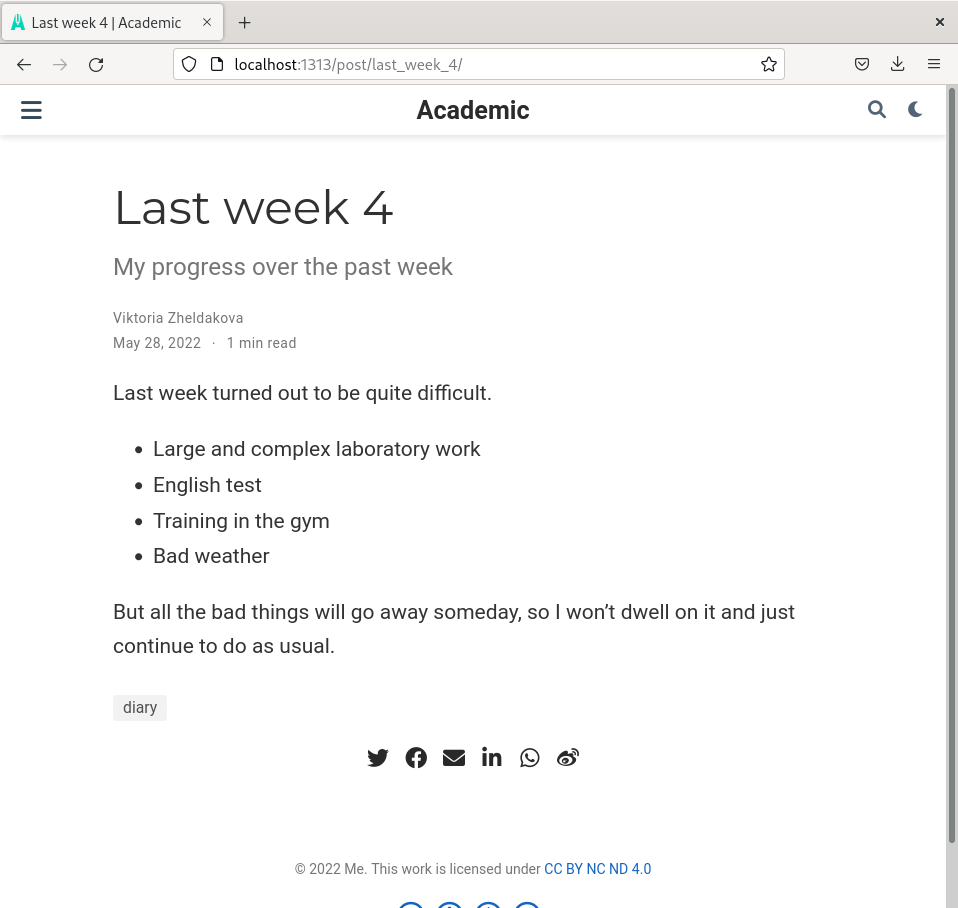 Last week 4 | Academic
localhost:1313/post/last_week_4/
Academic
Last week 4
My progress over the past week
Viktoria Zheldakova
May 28, 2022 · 1 min read
Last week turned out to be quite difficult.
• Large and complex laboratory work
• English test
• Training in the gym
• Bad weather
But all the bad things will go away someday, so I won’t dwell on it and just
continue to do as usual.
diary
© 2022 Me. This work is licensed under CC BY NC ND 4.0